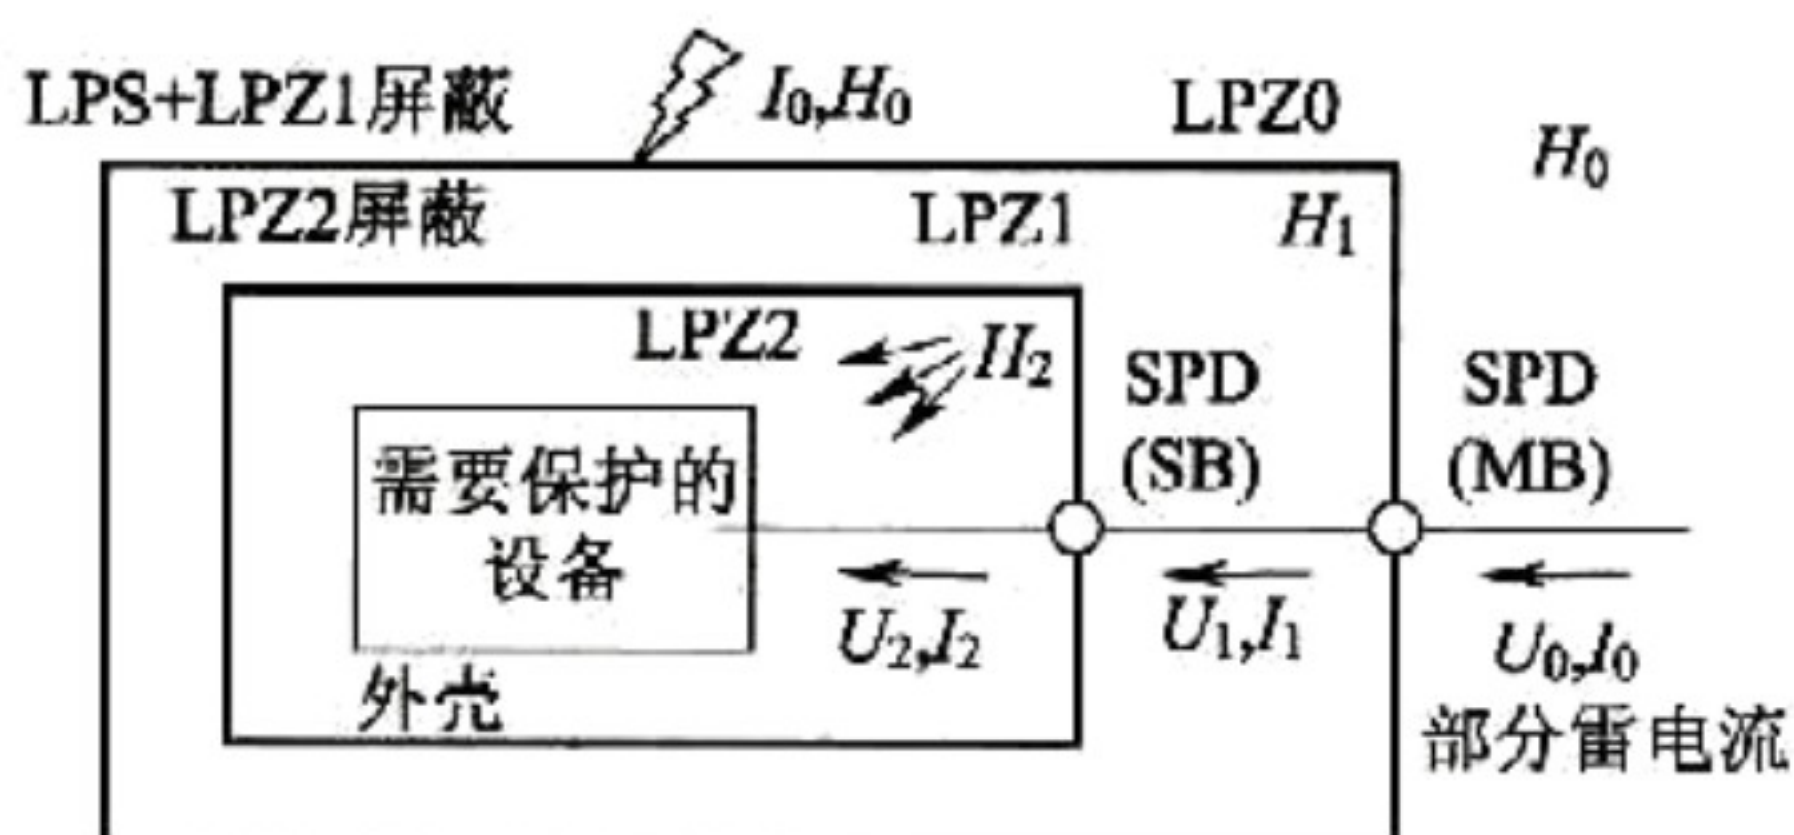 LPS+LPZ1屏蔽
I0,H0
LPZ0
H0
LPZ2屏蔽
LPZ1
H1
LPZ2
H2
SPD
(SB)
SPD
(MB)
需要保护的
设备
外壳
U2,I2
U1,I1
U0,I0
部分雷电流